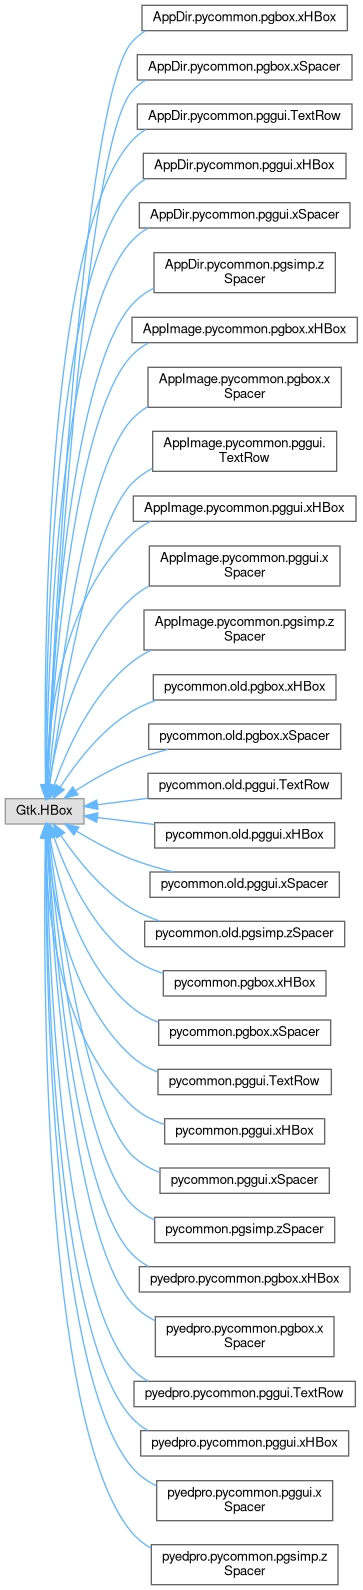 AppDir.pycommon.pgbox.xHBox
AppDir.pycommon.pgbox.xSpacer
AppDir.pycommon.pggui.TextRow
AppDir.pycommon.pggui.xHBox
AppDir.pycommon.pggui.xSpacer
AppDir.pycommon.pgsimp.z
Spacer
AppImage.pycommon.pgbox.xHBox
AppImage.pycommon.pgbox.x
Spacer
AppImage.pycommon.pggui.
TextRow
AppImage.pycommon.pggui.xHBox
AppImage.pycommon.pggui.x
Spacer
AppImage.pycommon.pgsimp.z
Spacer
pycommon.old.pgbox.xHBox
pycommon.old.pgbox.xSpacer
pycommon.old.pggui.TextRow
Gtk.HBox
pycommon.old.pggui.xHBox
pycommon.old.pggui.xSpacer
pycommon.old.pgsimp.zSpacer
pycommon.pgbox.xHBox
pycommon.pgbox.xSpacer
pycommon.pggui.TextRow
pycommon.pggui.xHBox
pycommon.pggui.xSpacer
pycommon.pgsimp.zSpacer
pyedpro.pycommon.pgbox.xHBox
pyedpro.pycommon.pgbox.x
Spacer
pyedpro.pycommon.pggui.TextRow
pyedpro.pycommon.pggui.xHBox
pyedpro.pycommon.pggui.x
Spacer
pyedpro.pycommon.pgsimp.z
Spacer